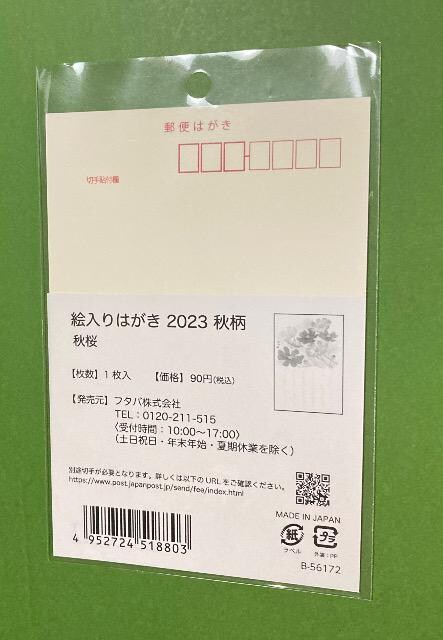 郵便はがき
切手貼付欄
絵入りはがき 2023 秋柄
秋桜
【枚数】1枚入 【価格】90円(税込)
【発売元】フタバ株式会社
TEL:0120-211-515
〈受付時間:10:00〜17:00〉
(土日祝日・年末年始・夏期休業を除く)
別途切手が必要となります。詳しくは以下のURLをご確認ください。
https://www.post.japanpost.jp/send/fee/index.html
MADE IN JAPAN
紙
ラベル
プラ
外装:PP
4 952724 518803
B-56172